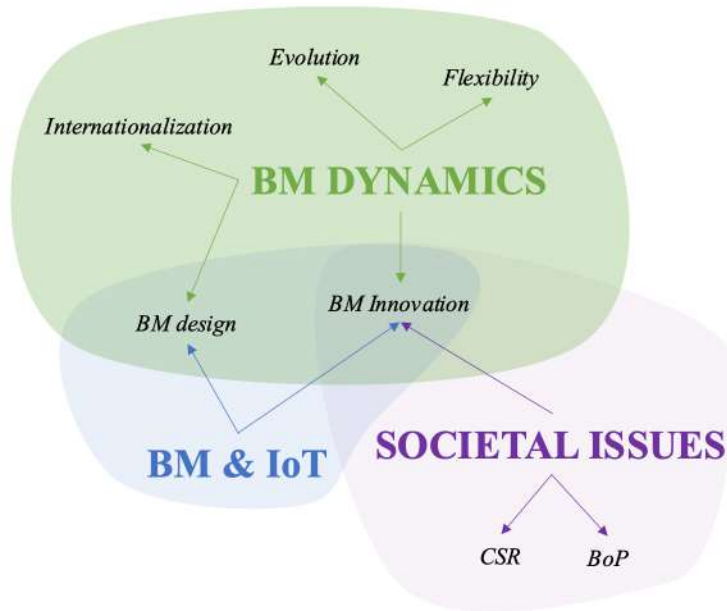 Evolution
Flexibility
Internationalization
BM DYNAMICS
BM design
BM Innovation
SOCIETAL ISSUES
BM & IoT
CSR
BoP